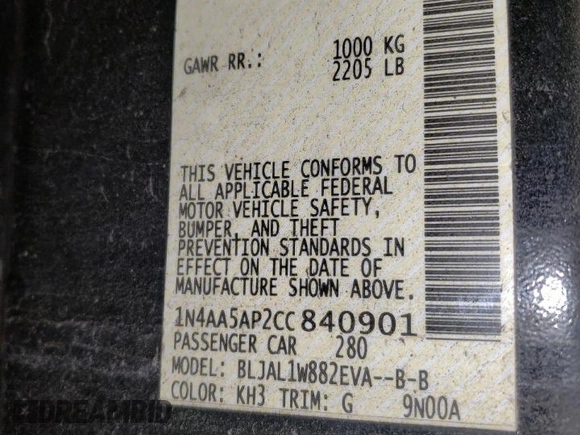 GAWR RR.: 1000 KG
2205 LB
THIS VEHICLE CONFORMS TO
ALL APPLICABLE FEDERAL
MOTOR VEHICLE SAFETY,
BUMPER, AND THEFT
PREVENTION STANDARDS IN
EFFECT ON THE DATE OF
MANUFACTURE SHOWN ABOVE.
1N4AA5AP2CC840901
PASSENGER CAR 280
MODEL: BLJAL1W882EVA--B-B
COLOR: KH3 TRIM: G 9N00A
DREAMBID